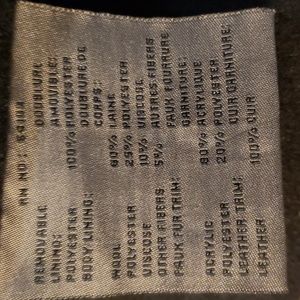 RN NO:
REMOVABLE DOUBLURE
LINING: AMOVIBLE:
POLYESTER 100% POLYESTER
BODY LINING: DOUBLURE DE
CORPS:
WOOL 60% LAINE
POLYESTER 25% POLYESTER
VISCOSE 10% VISCOSE
OTHER FIBERS 5% AUTRES FIBERS
FAUX FUR TRIM: FAUX FOURRURE
GARNITURE:
ACRYLIC 80% ACRYLIQUE
POLYESTER 20% POLYESTER
LEATHER TRIM: CUIR GARNITURE:
LEATHER 100% CUIR